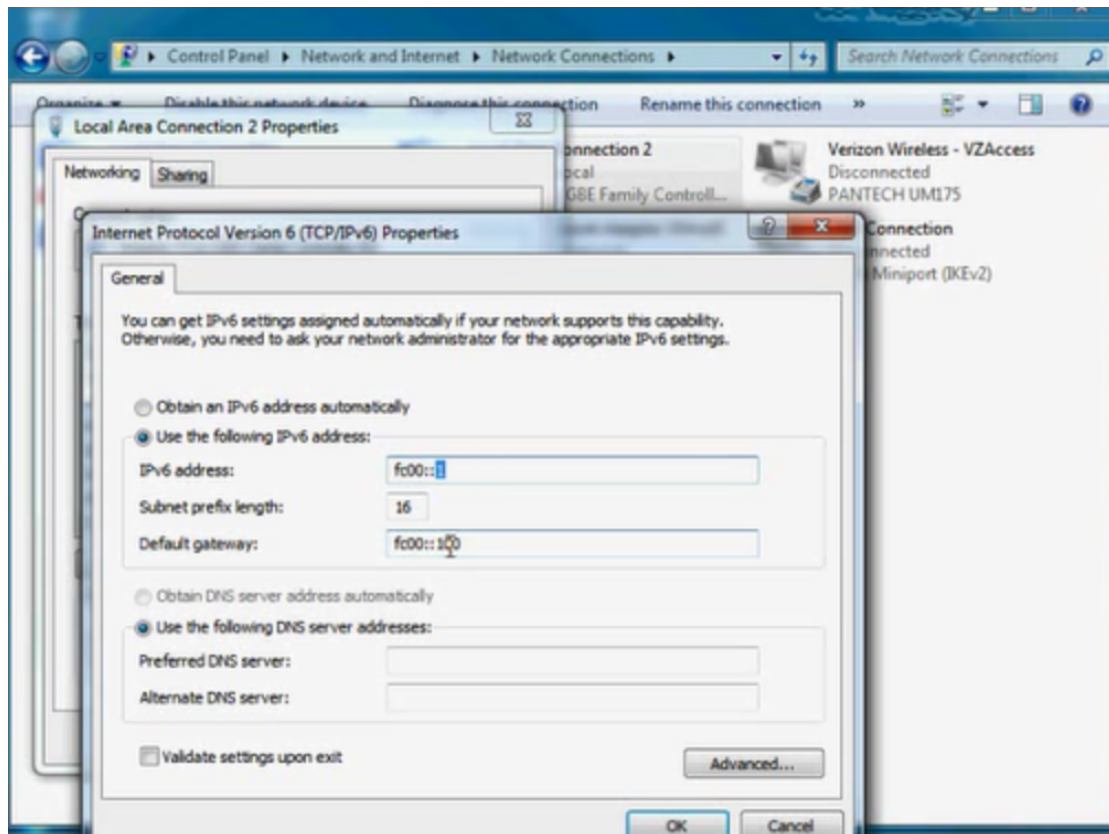 Control Panel ▸ Network and Internet ▸ Network Connections ▸
Search Network Connections
Organize Disable this network device Diagnose this connection Rename this connection »
Local Area Connection 2 Properties
Networking Sharing
onnection 2
ocal
GBE Family Controll...
Verizon Wireless - VZAccess
Disconnected
PANTECH UM175
Connection
nnected
Miniport (IKEv2)
Internet Protocol Version 6 (TCP/IPv6) Properties
General
You can get IPv6 settings assigned automatically if your network supports this capability.
Otherwise, you need to ask your network administrator for the appropriate IPv6 settings.
Obtain an IPv6 address automatically
Use the following IPv6 address:
IPv6 address: fc00::1
Subnet prefix length: 16
Default gateway: fc00::100
Obtain DNS server address automatically
Use the following DNS server addresses:
Preferred DNS server:
Alternate DNS server:
Validate settings upon exit
Advanced...
OK Cancel